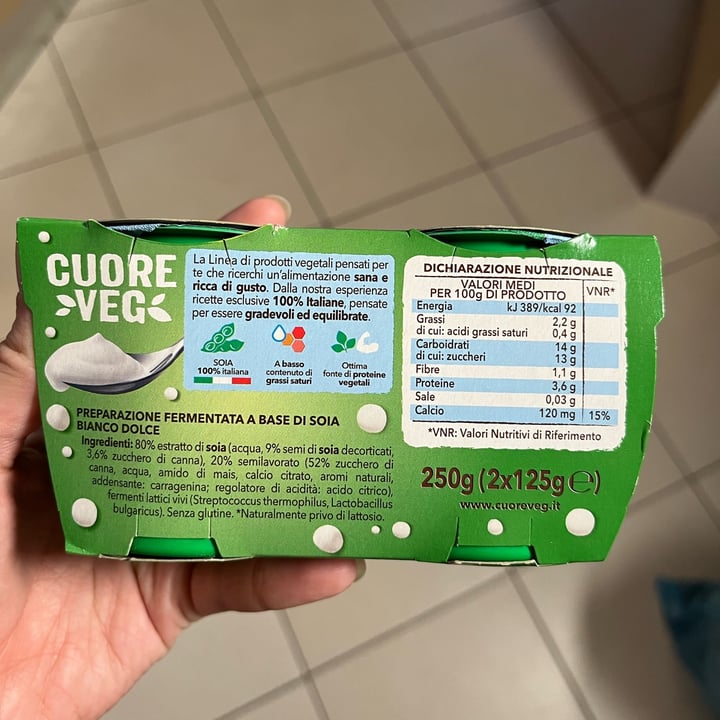 CUORE
VEG
La Linea di prodotti vegetali pensati per
te che ricerchi un'alimentazione sana e
ricca di gusto. Dalla nostra esperienza
ricette esclusive 100% Italiane, pensate
per essere gradevoli ed equilibrate.
SOIA
100% italiana
A basso
contenuto di
grassi saturi
Ottima
fonte di proteine
vegetali
PREPARAZIONE FERMENTATA A BASE DI SOIA
BIANCO DOLCE
Ingredienti: 80% estratto di soia (acqua, 9% semi di soia decorticati,
3,6% zucchero di canna), 20% semilavorato (52% zucchero di
canna, acqua, amido di mais, calcio citrato, aromi naturali,
addensante: carragenina; regolatore di acidità: acido citrico),
fermenti lattici vivi (Streptococcus thermophilus, Lactobacillus
bulgaricus). Senza glutine. *Naturalmente privo di lattosio.
DICHIARAZIONE NUTRIZIONALE
VALORI MEDI
PER 100g DI PRODOTTO VNR*
Energia kJ 389/kcal 92
Grassi 2,2 g
di cui: acidi grassi saturi 0,4 g
Carboidrati 14 g
di cui: zuccheri 13 g
Fibre 1,1 g
Proteine 3,6 g
Sale 0,03 g
Calcio 120 mg 15%
*VNR: Valori Nutritivi di Riferimento
250g (2x125g℮)
www.cuoreveg.it